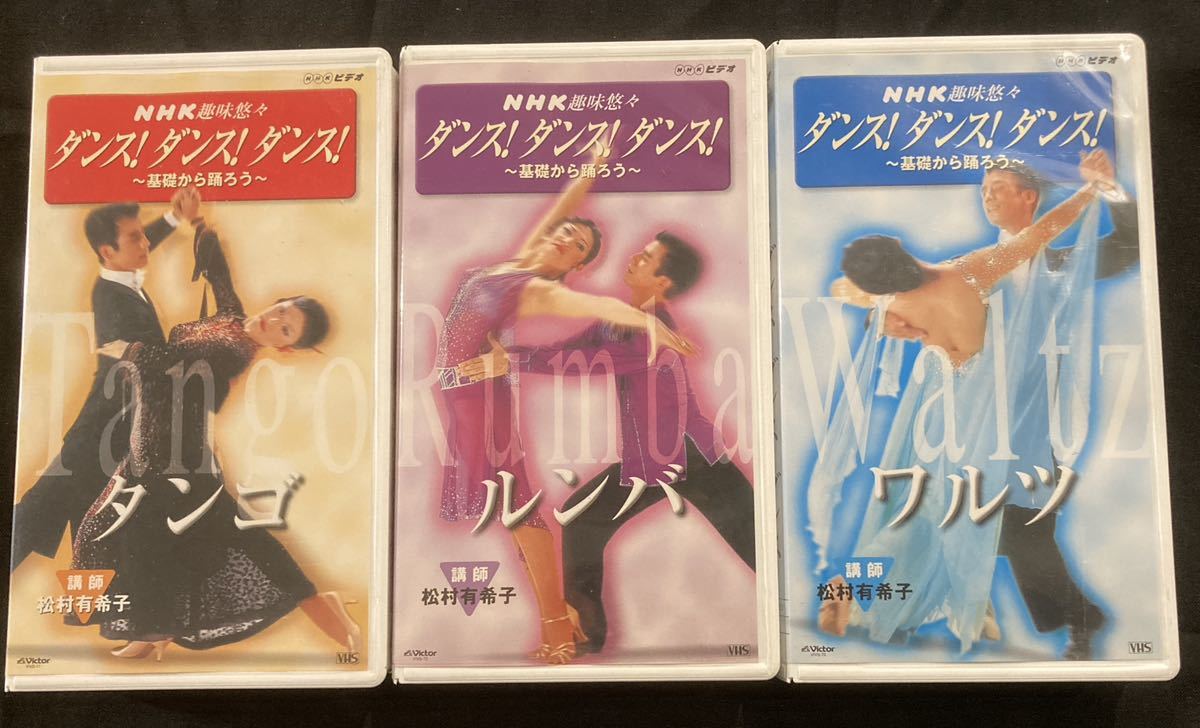 NHKビデオ
NHK趣味悠々
ダンス!ダンス!ダンス!
~基礎から踊ろう~
Tango
タンゴ
講師
松村有希子
Victor
VHS
NHKビデオ
NHK趣味悠々
ダンス!ダンス!ダンス!
~基礎から踊ろう~
Rumba
ルンバ
講師
松村有希子
Victor
VHS
NHKビデオ
NHK趣味悠々
ダンス!ダンス!ダンス!
~基礎から踊ろう~
Waltz
ワルツ
講師
松村有希子
Victor
VHS